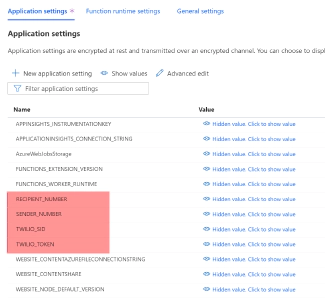 Application settings * Function runtime settings General settings
Application settings
Application settings are encrypted at rest and transmitted over an encrypted channel. You can choose to displ
New application setting Show values Advanced edit
Filter application settings
Name Value
APPINSIGHTS_INSTRUMENTATIONKEY Hidden value. Click to show value
APPLICATIONINSIGHTS_CONNECTION_STRING Hidden value. Click to show value
AzureWebJobsStorage Hidden value. Click to show value
FUNCTIONS_EXTENSION_VERSION Hidden value. Click to show value
FUNCTIONS_WORKER_RUNTIME Hidden value. Click to show value
RECIPIENT_NUMBER Hidden value. Click to show value
SENDER_NUMBER Hidden value. Click to show value
TWILIO_SID Hidden value. Click to show value
TWILIO_TOKEN Hidden value. Click to show value
WEBSITE_CONTENTAZUREFILECONNECTIONSTRING Hidden value. Click to show value
WEBSITE_CONTENTSHARE Hidden value. Click to show value
WEBSITE_NODE_DEFAULT_VERSION Hidden value. Click to show value